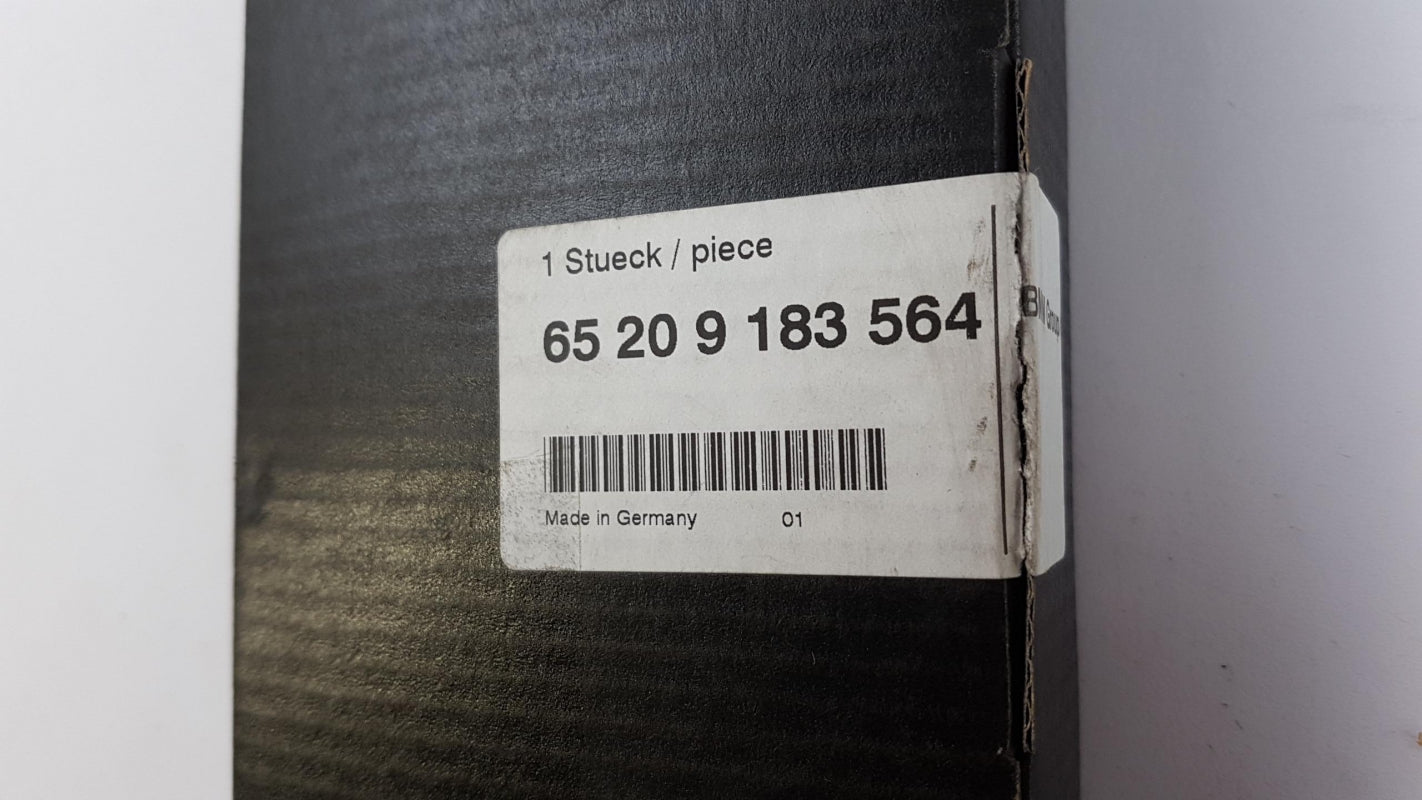 1 Stueck / piece
65 20 9 183 564
Made in Germany 01